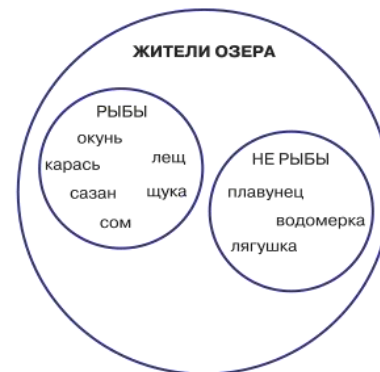 ЖИТЕЛИ ОЗЕРА
РЫБЫ
окунь
карась
лещ
сазан
щука
сом
НЕ РЫБЫ
плавунец
водомерка
лягушка